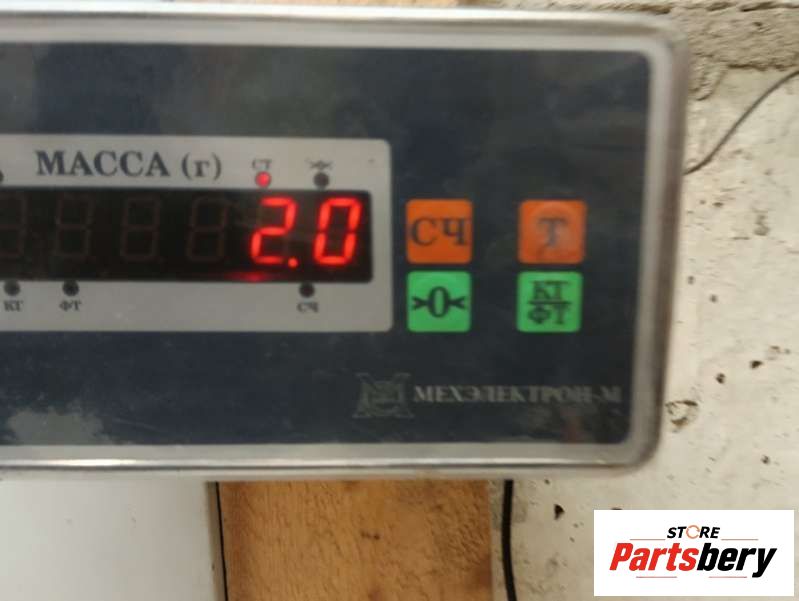 МАССА (г)
СТ
2.0
СЧ
Т
КГ
ФТ
СЧ
>0<
КГ
ФТ
МЕХЭЛЕКТРОН-М
STORE
Partsbery